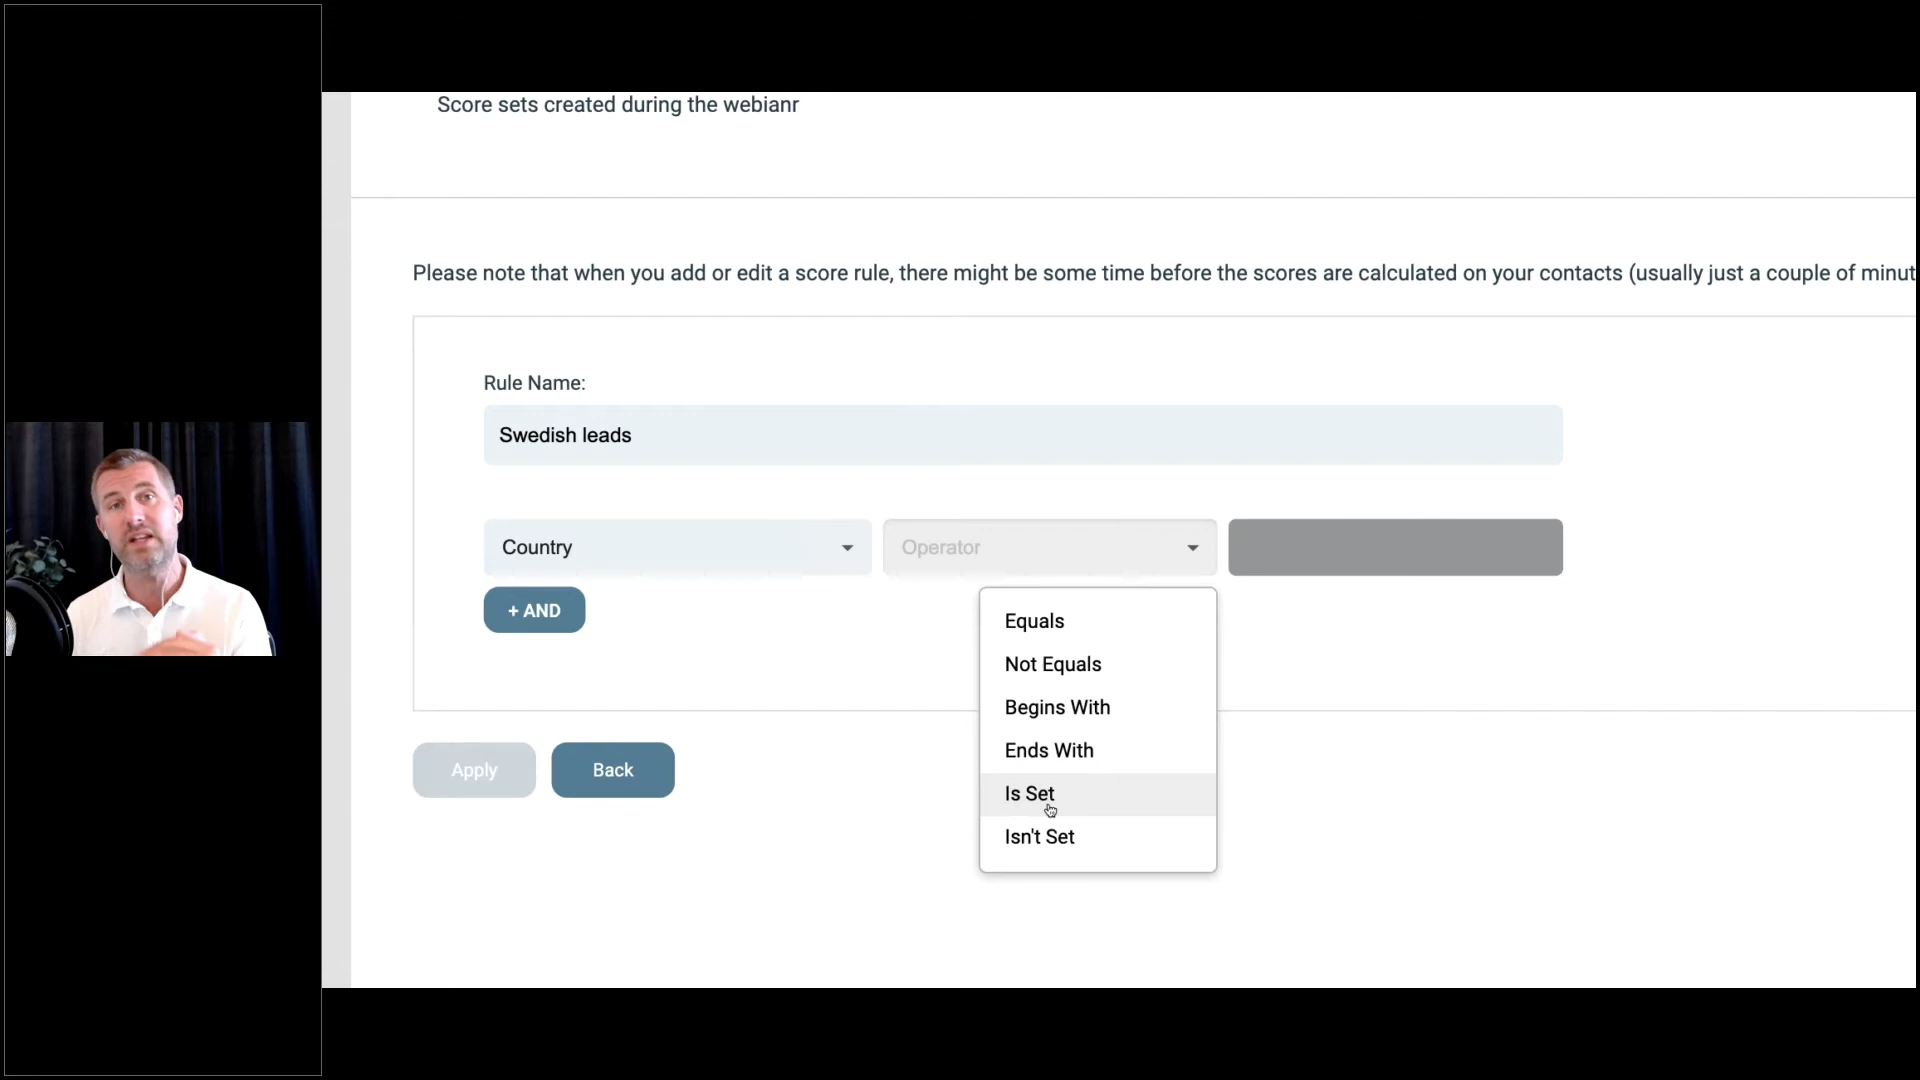 Score sets created during the webianr
Please note that when you add or edit a score rule, there might be some time before the scores are calculated on your contacts (usually just a couple of minut
Rule Name:
Swedish leads
Country
Operator
+ AND
Equals
Not Equals
Begins With
Ends With
Is Set
Isn't Set
Apply
Back